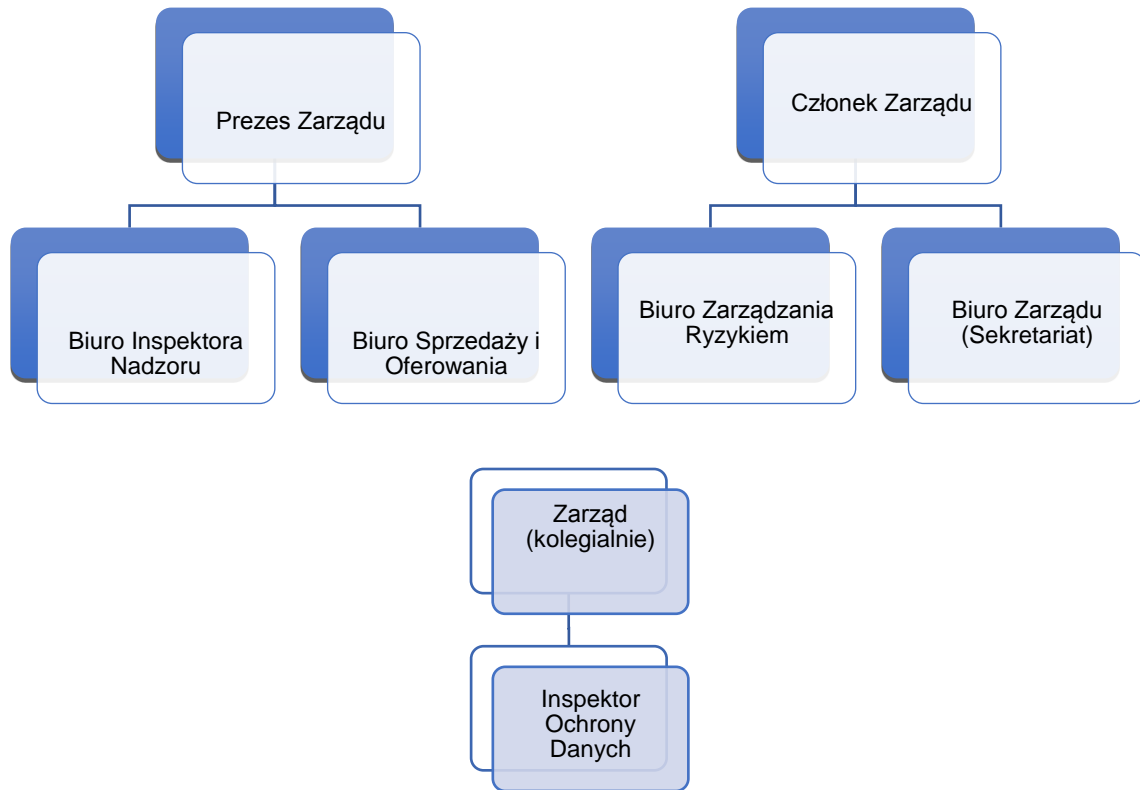 Prezes Zarządu
Członek Zarządu
Biuro Inspektora
Nadzoru
Biuro Sprzedaży i
Oferowania
Biuro Zarządzania
Ryzykiem
Biuro Zarządu
(Sekretariat)
Zarząd
(kolegialnie)
Inspektor
Ochrony
Danych